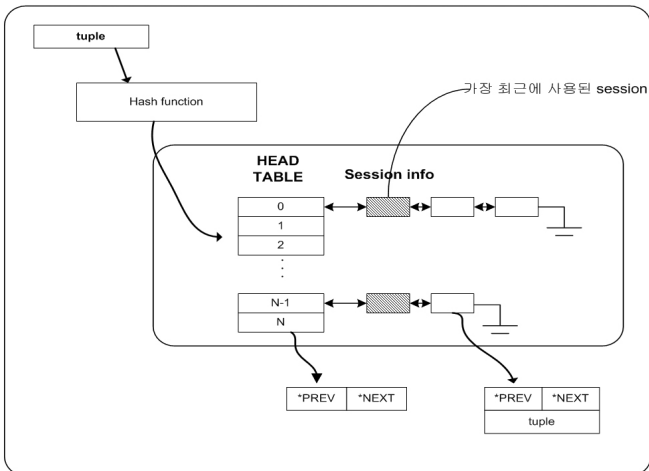 tuple
Hash function
가장 최근에 사용된 session
HEAD
TABLE
Session info
0
1
2
N-1
N
*PREV *NEXT
*PREV *NEXT
tuple